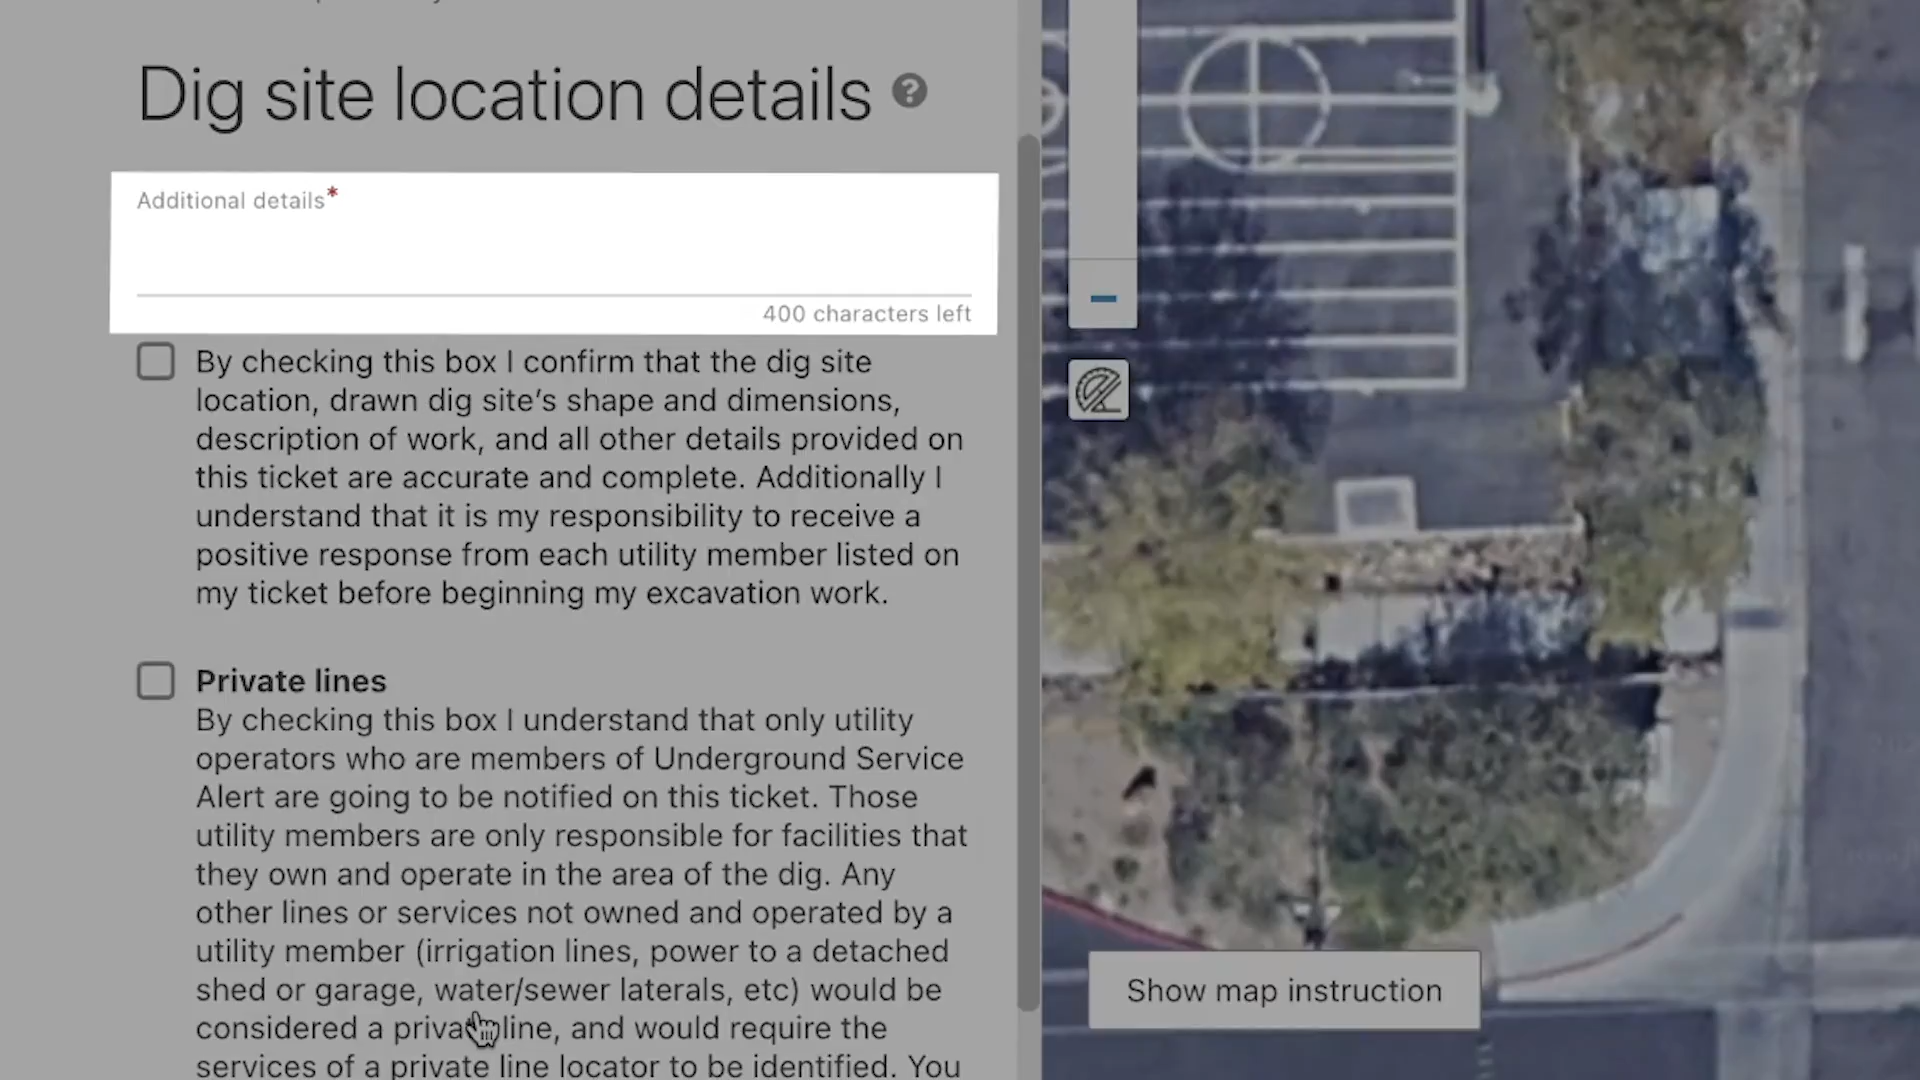 Dig site location details ?
Additional details*
400 characters left
By checking this box I confirm that the dig site
location, drawn dig site’s shape and dimensions,
description of work, and all other details provided on
this ticket are accurate and complete. Additionally I
understand that it is my responsibility to receive a
positive response from each utility member listed on
my ticket before beginning my excavation work.
Private lines
By checking this box I understand that only utility
operators who are members of Underground Service
Alert are going to be notified on this ticket. Those
utility members are only responsible for facilities that
they own and operate in the area of the dig. Any
other lines or services not owned and operated by a
utility member (irrigation lines, power to a detached
shed or garage, water/sewer laterals, etc) would be
considered a private line, and would require the
services of a private line locator to be identified. You
Show map instruction